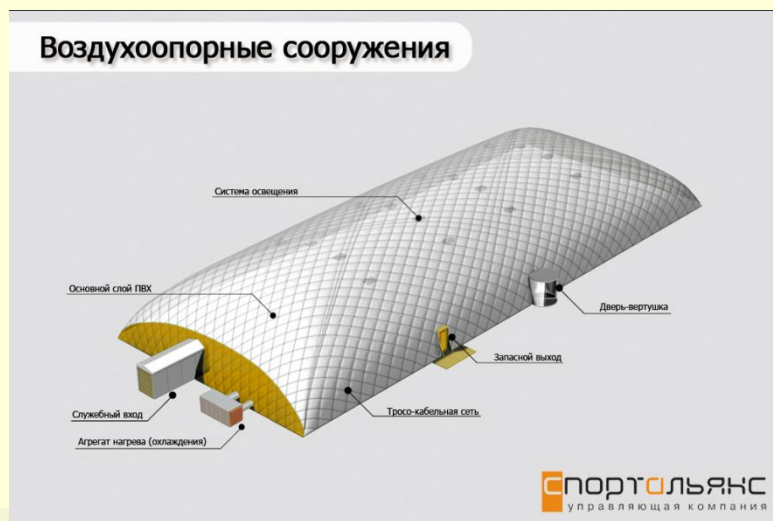 Воздухоопорные сооружения
Система освещения
Основной слой ПВХ
Дверь-вертушка
Запасной выход
Служебный вход
Тросо-кабельная сеть
Агрегат нагрева (охлаждения)
спортальянс
управляющая компания